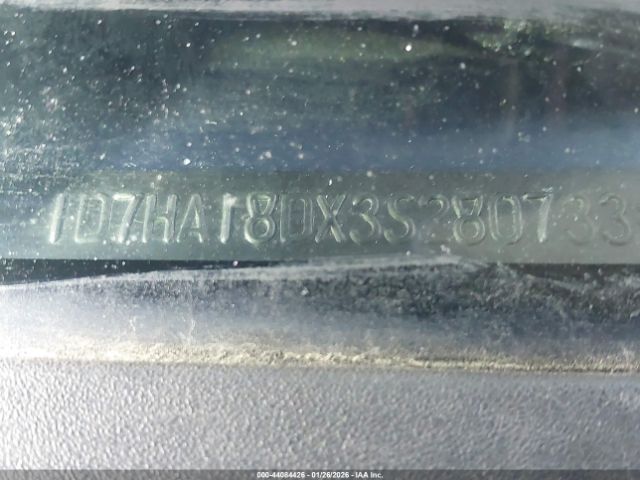 1D7HA18DX3S280733
000-44084426 - 01/26/2026 - © IAA Inc.